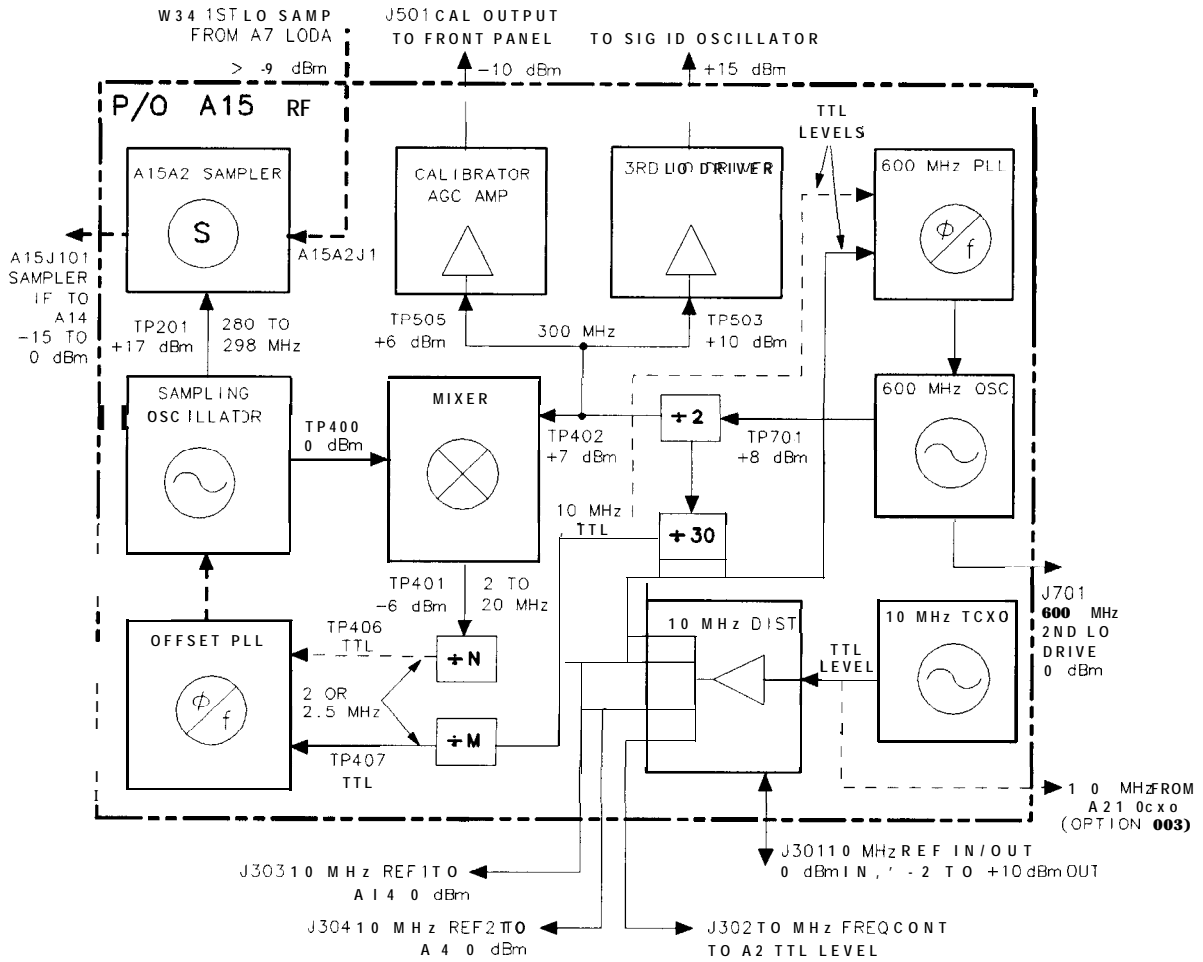 W34 1ST LO SAMP
FROM A7 LODA
> -9 dBm
J501 CAL OUTPUT
TO FRONT PANEL
-10 dBm
TO SIG ID OSCILLATOR
+15 dBm
P/O A15 RF
TTL
LEVELS
A15A2 SAMPLER
S
CALIBRATOR
AGC AMP
3RD LO DRIVER
600 MHz PLL
ϕ/f
A15J101
SAMPLER
IF TO
A14
-15 TO
0 dBm
A15A2J1
TP201
+17 dBm
280 TO
298 MHz
TP505
+6 dBm
300 MHz
TP503
+10 dBm
SAMPLING
OSCILLATOR
TP400
0 dBm
MIXER
TP402
+7 dBm
÷2
TP701
+8 dBm
600 MHz OSC
10 MHz
TTL
÷30
TP401
-6 dBm
2 TO
20 MHz
J701
600 MHz
2ND LO
DRIVE
0 dBm
OFFSET PLL
ϕ/f
TP406
TTL
÷N
2 OR
2.5 MHz
÷M
TP407
TTL
10 MHz DIST
TTL
LEVEL
10 MHz TCXO
1 0 MHz FROM
A21 Ocxo
(OPTION 003)
J301 10 MHz REF IN/OUT
0 dBm IN, ' -2 TO +10 dBm OUT
J303 10 MHz REF 1 TO
A14 0 dBm
J304 10 MHz REF 2 TO
A 4 0 dBm
J302 TO MHz FREQ CONT
TO A2 TTL LEVEL